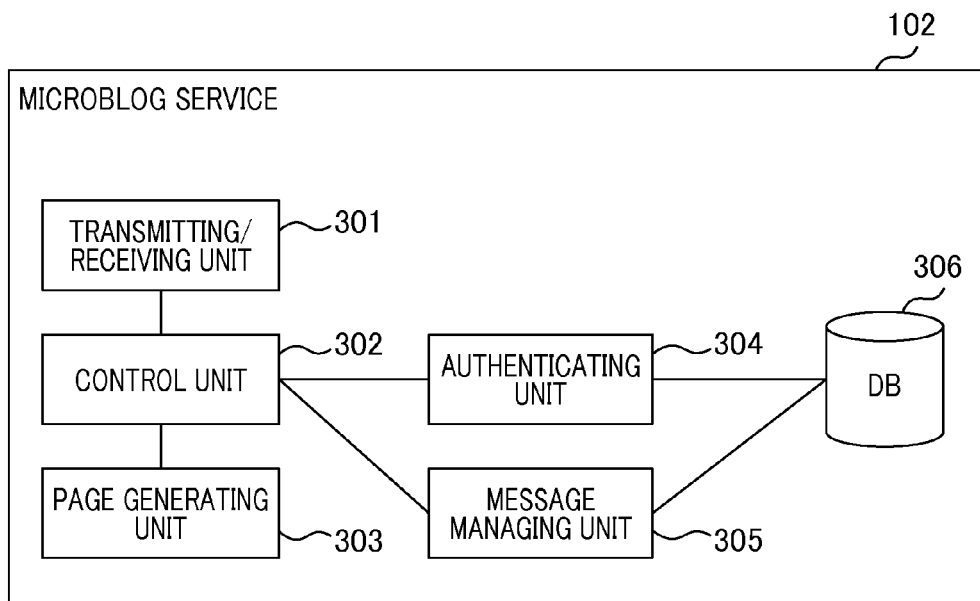 102
MICROBLOG SERVICE
TRANSMITTING/
RECEIVING UNIT
301
CONTROL UNIT
302
PAGE GENERATING
UNIT
303
AUTHENTICATING
UNIT
304
MESSAGE
MANAGING UNIT
305
306
DB